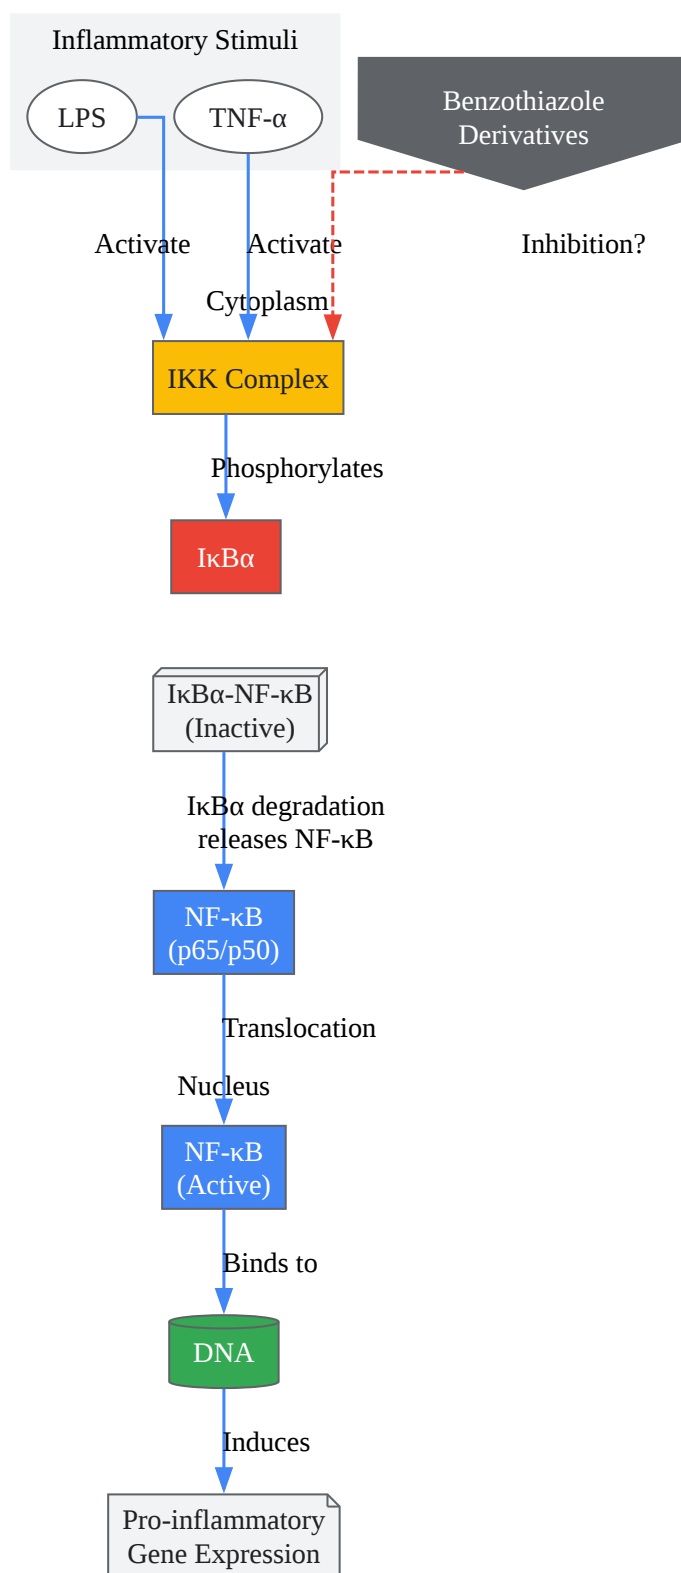 Inflammatory Stimuli
LPS
TNF-α
Benzothiazole
Derivatives
Activate
Activate
Inhibition?
Cytoplasm
IKK Complex
Phosphorylates
IκBα
IκBα-NF-κB
(Inactive)
IκBα degradation
releases NF-κB
NF-κB
(p65/p50)
Translocation
Nucleus
NF-κB
(Active)
Binds to
DNA
Induces
Pro-inflammatory
Gene Expression